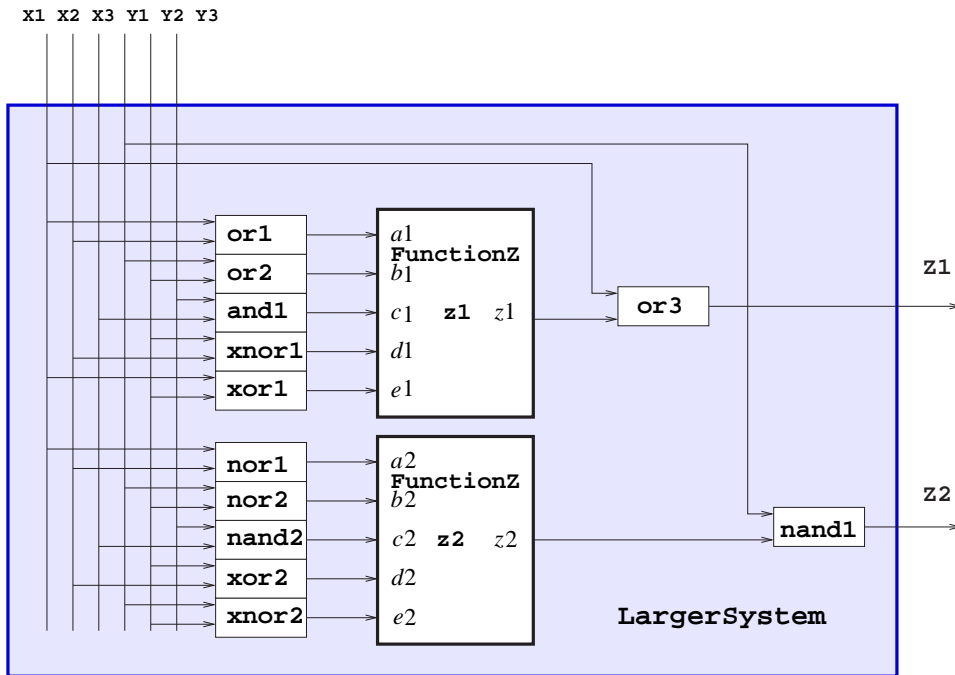 X1 X2 X3 Y1 Y2 Y3
or1
or2
and1
xnor1
xor1
a1
FunctionZ
b1
c1 z1 z1
d1
e1
or3
Z1
nor1
nor2
nand2
xor2
xnor2
a2
FunctionZ
b2
c2 z2 z2
d2
e2
nand1
Z2
LargerSystem